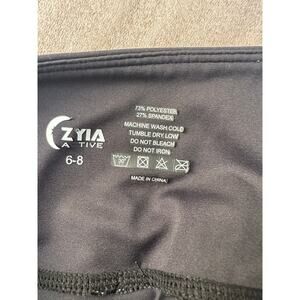 ZYIA
A TIVE
6-8
73% POLYESTER
27% SPANDEX
MACHINE WASH COLD
TUMBLE DRY LOW
DO NOT BLEACH
DO NOT IRON
MADE IN CHINA